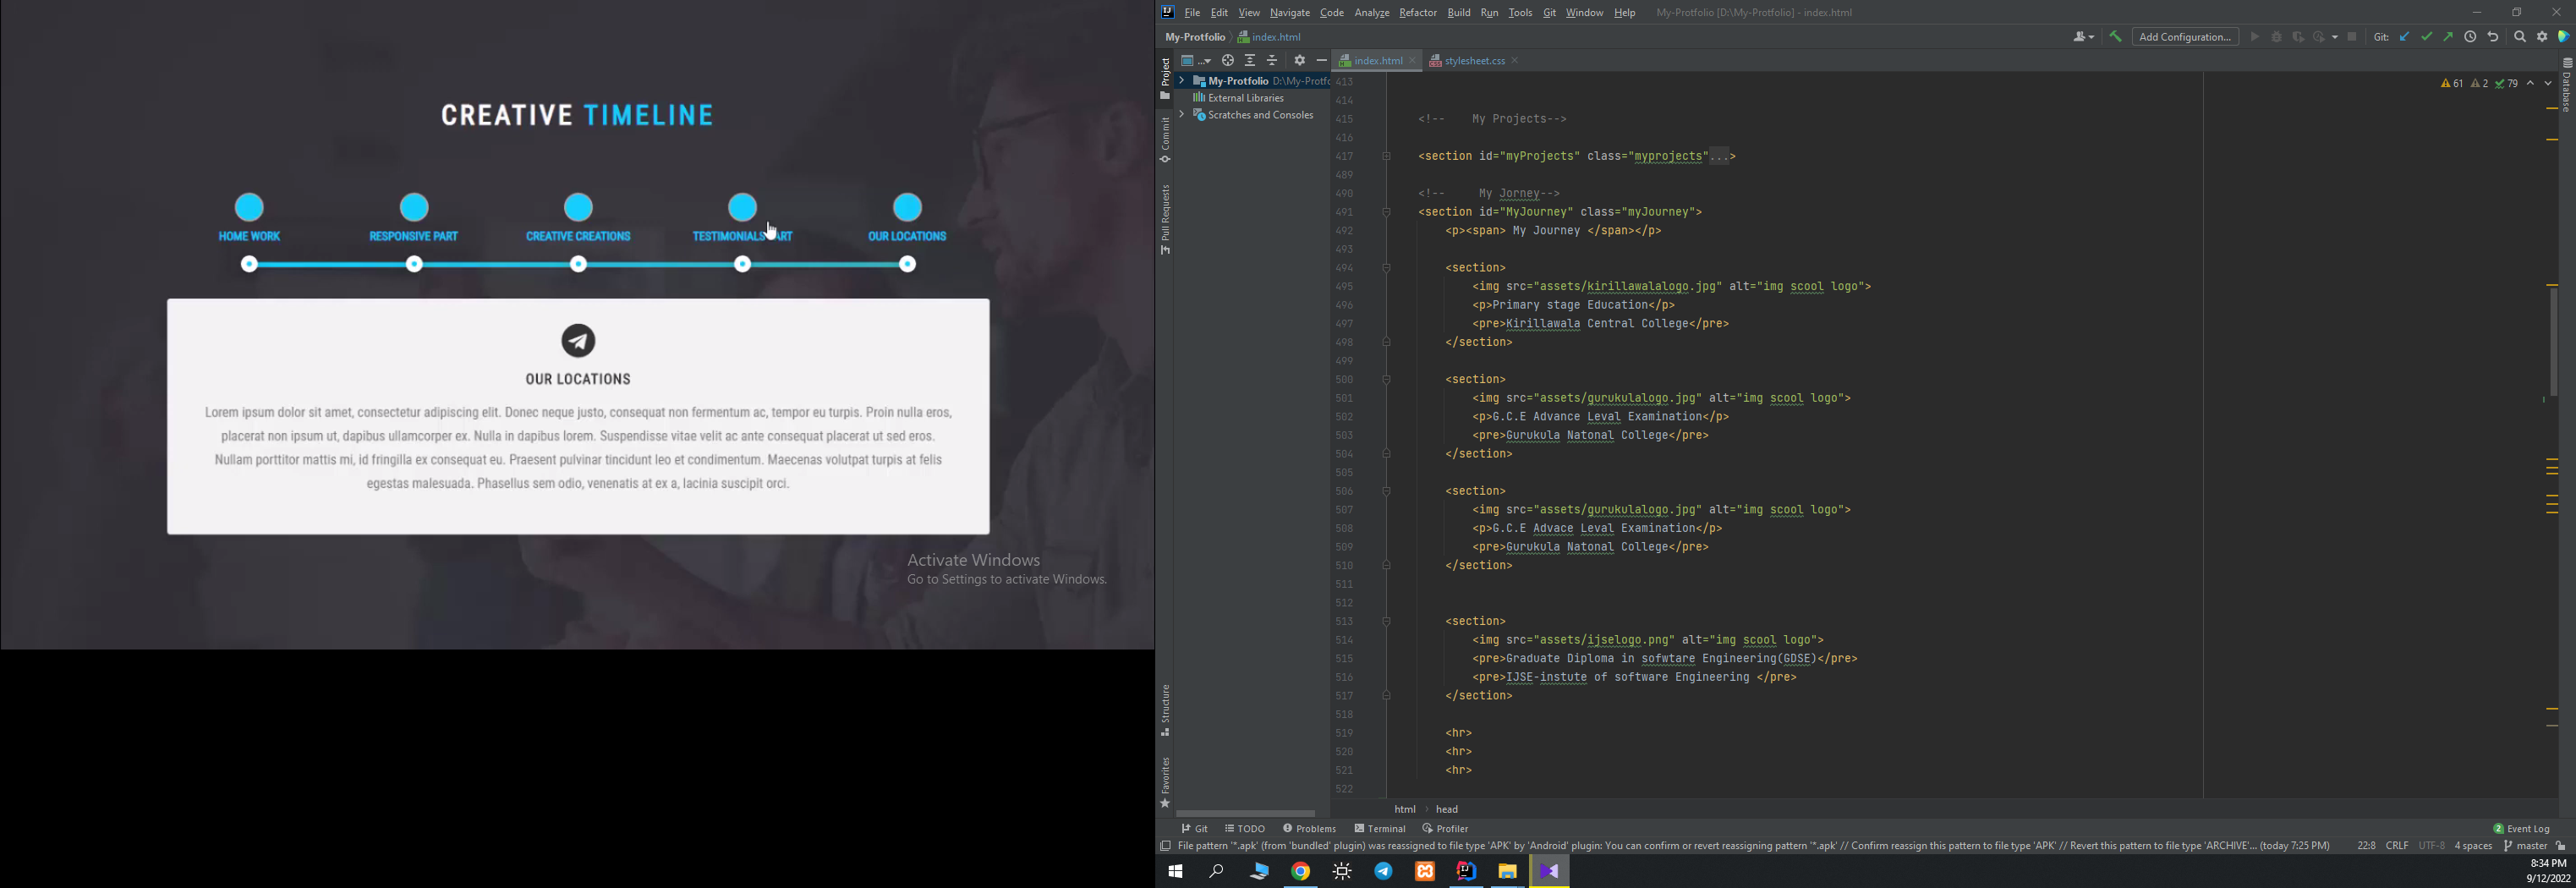 CREATIVE TIMELINE
HOME WORK
RESPONSIVE PART
CREATIVE CREATIONS
TESTIMONIALS
OUR LOCATIONS
OUR LOCATIONS
Lorem ipsum dolor sit amet, consectetur adipiscing elit. Donec neque justo, consequat non fermentum ac, tempor eu turpis. Proin nulla eros,
placerat non ipsum ut, dapibus ullamcorper ex. Nulla in dapibus lorem. Suspendisse vitae velit ac ante consequat placerat ut sed eros.
Nullam porttitor mattis mi, id fringilla ex consequat eu. Praesent pulvinar tincidunt leo et condimentum. Maecenas volutpat turpis at felis
egestas malesuada. Phasellus sem odio, venenatis at ex a, lacinia suscipit orci.
Activate Windows
Go to Settings to activate Windows.
File Edit View Navigate Code Analyze Refactor Build Run Tools Git Window Help My-Protfolio [D:\My-Protfolio] - index.html
My-Protfolio index.html
Add Configuration...
Git:
Project
Commit
Pull Requests
Structure
Favorites
Database
My-Protfolio D:\My-Protfo
External Libraries
Scratches and Consoles
index.html
stylesheet.css
61 2 79
413
414
415 <!-- My Projects-->
416
417 <section id="myProjects" class="myprojects"...>
489
490 <!-- My Jorney-->
491 <section id="MyJourney" class="myJourney">
492 <p><span> My Journey </span></p>
493
494 <section>
495 <img src="assets/kirillawalalogo.jpg" alt="img scool logo">
496 <p>Primary stage Education</p>
497 <pre>Kirillawala Central College</pre>
498 </section>
499
500 <section>
501 <img src="assets/gurukulalogo.jpg" alt="img scool logo">
502 <p>G.C.E Advance Leval Examination</p>
503 <pre>Gurukula Natonal College</pre>
504 </section>
505
506 <section>
507 <img src="assets/gurukulalogo.jpg" alt="img scool logo">
508 <p>G.C.E Advace Leval Examination</p>
509 <pre>Gurukula Natonal College</pre>
510 </section>
511
512
513 <section>
514 <img src="assets/ijselogo.png" alt="img scool logo">
515 <pre>Graduate Diploma in sofwtare Engineering(GDSE)</pre>
516 <pre>IJSE-instute of software Engineering </pre>
517 </section>
518
519 <hr>
520 <hr>
521 <hr>
522
html head
Git TODO Problems Terminal Profiler
2 Event Log
File pattern '*.apk' (from 'bundled' plugin) was reassigned to file type 'APK' by 'Android' plugin: You can confirm or revert reassigning pattern '*.apk' // Confirm reassign this pattern to file type 'APK' // Revert this pattern to file type 'ARCHIVE'... (today 7:25 PM)
22:8 CRLF UTF-8 4 spaces master
8:34 PM
9/12/2022